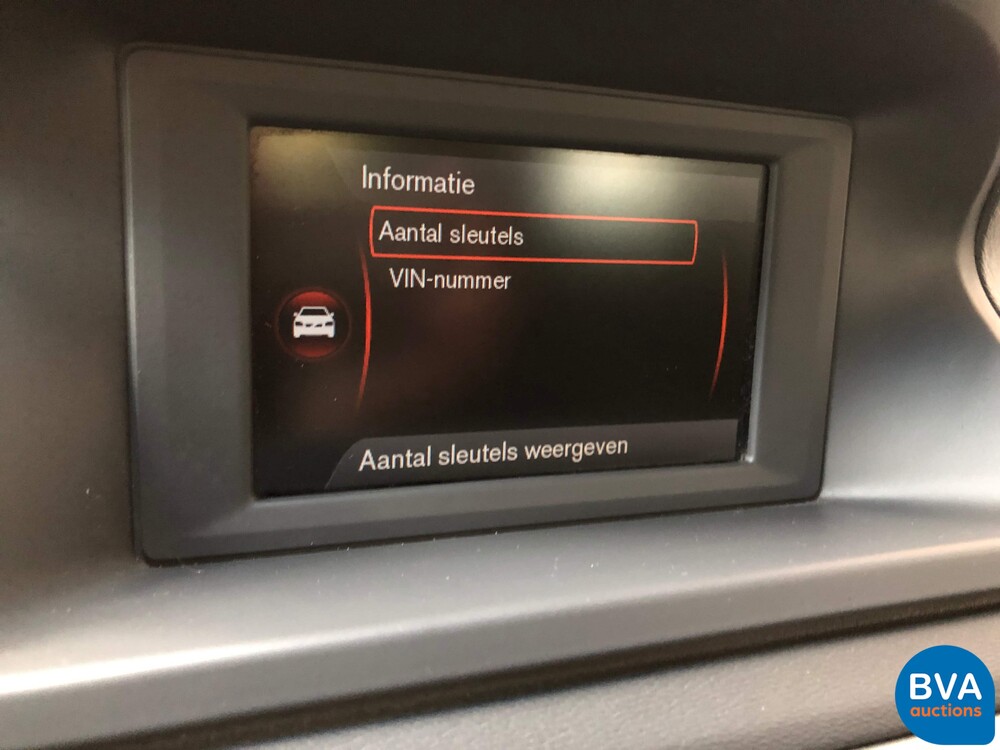 Informatie
Aantal sleutels
VIN-nummer
Aantal sleutels weergeven
BVA
auctions